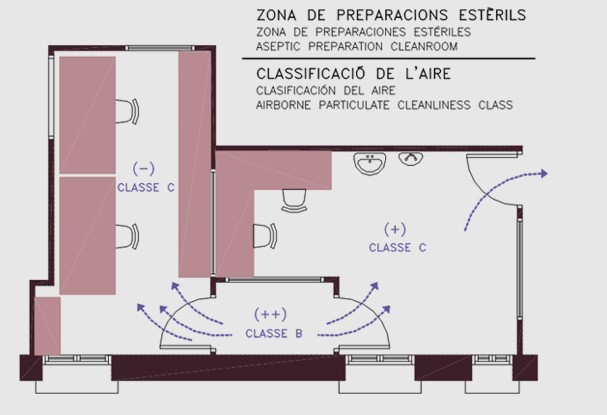 ZONA DE PREPARACIONS ESTÈRILS
ZONA DE PREPARACIONES ESTÉRILES
ASEPTIC PREPARATION CLEANROOM
CLASSIFICACIÓ DE L'AIRE
CLASIFICACIÓN DEL AIRE
AIRBORNE PARTICULATE CLEANLINESS CLASS
(-)
CLASSE C
(+)
CLASSE C
(++)
CLASSE B